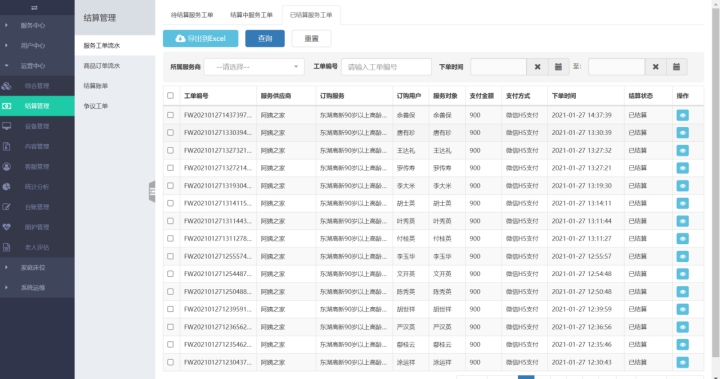 服务中心
用户中心
运营中心
综合管理
结算管理
设备管理
内容管理
客服管理
统计分析
台账管理
照护管理
老人评估
家庭床位
系统运维
结算管理
服务工单流水
商品订单流水
结算账单
争议工单
待结算服务工单 结算中服务工单 已结算服务工单
导出到Excel 查询 重置
所属服务商 --请选择-- 工单编号 请输入工单编号 下单时间 至:
工单编号 服务供应商 订购服务 订购用户 服务对象 支付金额 支付方式 下单时间 结算状态 操作
FW202101271437397... 阿姨之家 东湖高新90岁以上高龄... 余善保 余善保 900 微信H5支付 2021-01-27 14:37:39 已结算
FW202101271330394... 阿姨之家 东湖高新90岁以上高龄... 唐有珍 唐有珍 900 微信H5支付 2021-01-27 13:30:39 已结算
FW202101271327321... 阿姨之家 东湖高新90岁以上高龄... 王达礼 王达礼 900 微信H5支付 2021-01-27 13:27:32 已结算
FW202101271327214... 阿姨之家 东湖高新90岁以上高龄... 罗传寿 罗传寿 900 微信H5支付 2021-01-27 13:27:21 已结算
FW202101271319304... 阿姨之家 东湖高新90岁以上高龄... 李大米 李大米 900 微信H5支付 2021-01-27 13:19:30 已结算
FW202101271314115... 阿姨之家 东湖高新90岁以上高龄... 胡士英 胡士英 900 微信H5支付 2021-01-27 13:14:11 已结算
FW202101271311443... 阿姨之家 东湖高新90岁以上高龄... 叶秀英 叶秀英 900 微信H5支付 2021-01-27 13:11:44 已结算
FW202101271311278... 阿姨之家 东湖高新90岁以上高龄... 付桂英 付桂英 900 微信H5支付 2021-01-27 13:11:27 已结算
FW202101271255574... 阿姨之家 东湖高新90岁以上高龄... 李玉华 李玉华 900 微信H5支付 2021-01-27 12:55:57 已结算
FW202101271254487... 阿姨之家 东湖高新90岁以上高龄... 文开英 文开英 900 微信H5支付 2021-01-27 12:54:48 已结算
FW202101271250488... 阿姨之家 东湖高新90岁以上高龄... 陈秀英 陈秀英 900 微信H5支付 2021-01-27 12:50:48 已结算
FW202101271239591... 阿姨之家 东湖高新90岁以上高龄... 胡世祥 胡世祥 900 微信H5支付 2021-01-27 12:39:59 已结算
FW202101271236562... 阿姨之家 东湖高新90岁以上高龄... 严汉英 严汉英 900 微信H5支付 2021-01-27 12:36:56 已结算
FW202101271235462... 阿姨之家 东湖高新90岁以上高龄... 鄢桂云 鄢桂云 900 微信H5支付 2021-01-27 12:35:46 已结算
FW202101271230437... 阿姨之家 东湖高新90岁以上高龄... 涂运祥 涂运祥 900 微信H5支付 2021-01-27 12:30:43 已结算